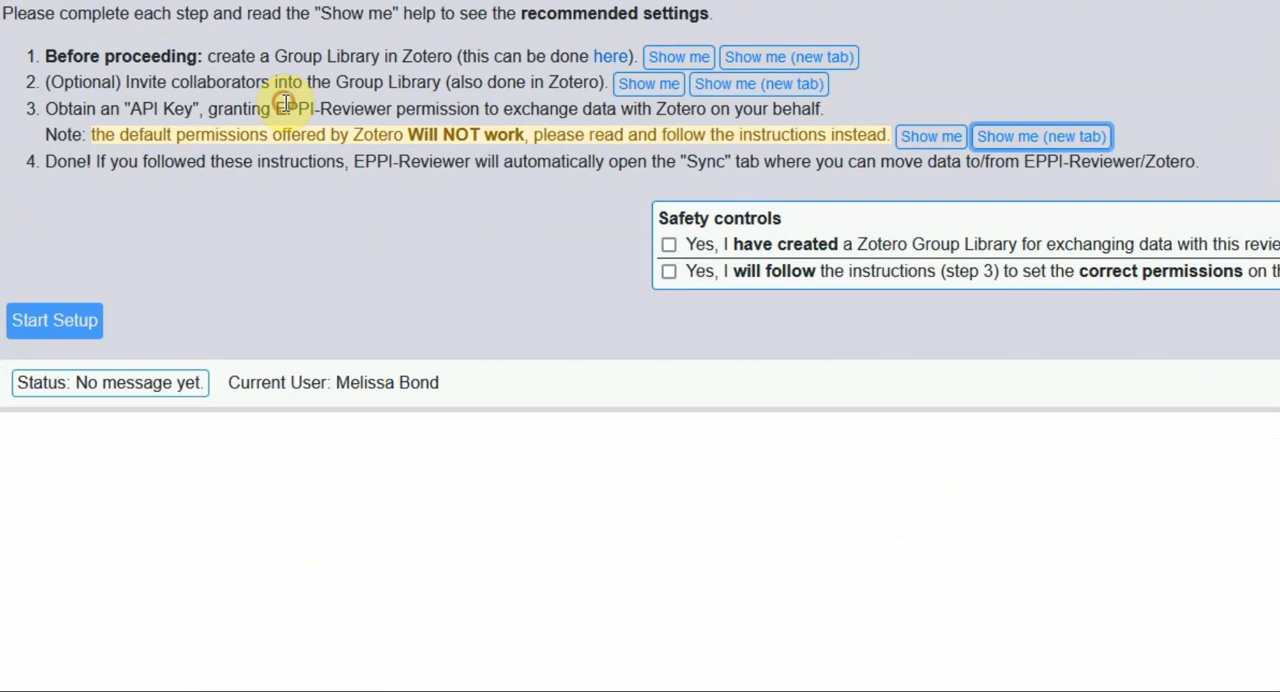 Please complete each step and read the "Show me" help to see the recommended settings.
1. Before proceeding: create a Group Library in Zotero (this can be done here). Show me Show me (new tab)
2. (Optional) Invite collaborators into the Group Library (also done in Zotero). Show me Show me (new tab)
3. Obtain an "API Key", granting EPPI-Reviewer permission to exchange data with Zotero on your behalf.
Note: the default permissions offered by Zotero Will NOT work, please read and follow the instructions instead. Show me Show me (new tab)
4. Done! If you followed these instructions, EPPI-Reviewer will automatically open the "Sync" tab where you can move data to/from EPPI-Reviewer/Zotero.
Safety controls
Yes, I have created a Zotero Group Library for exchanging data with this revie
Yes, I will follow the instructions (step 3) to set the correct permissions on
Start Setup
Status: No message yet. Current User: Melissa Bond